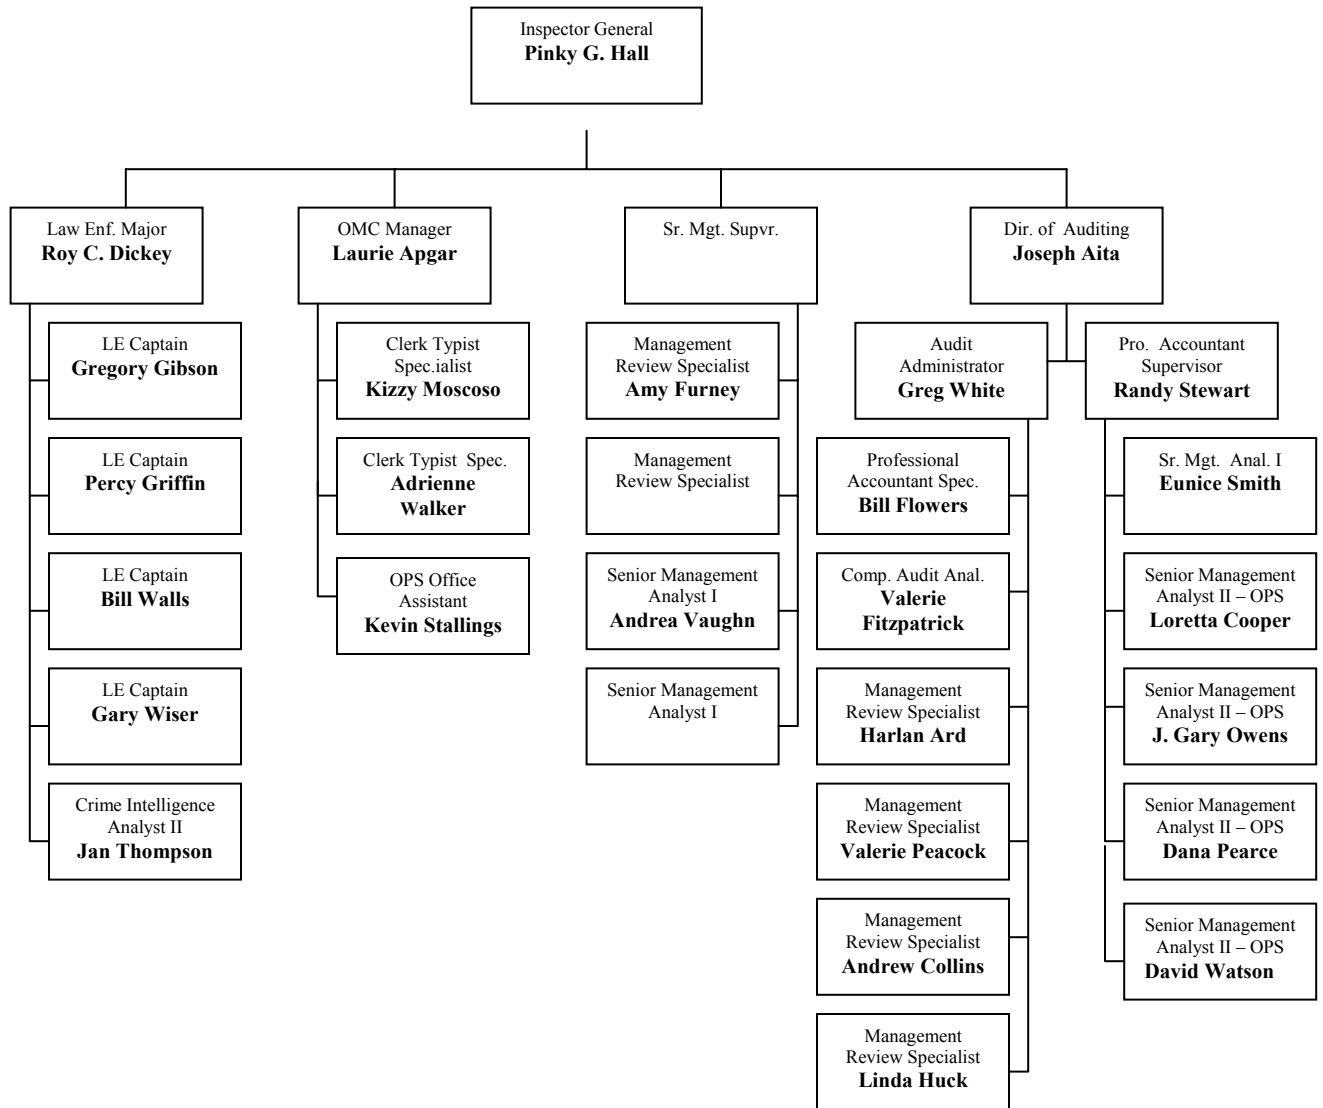 Inspector General
Pinky G. Hall
Law Enf. Major
Roy C. Dickey
OMC Manager
Laurie Apgar
Sr. Mgt. Supvr.
Dir. of Auditing
Joseph Aita
LE Captain
Gregory Gibson
LE Captain
Percy Griffin
LE Captain
Bill Walls
LE Captain
Gary Wiser
Crime Intelligence
Analyst II
Jan Thompson
Clerk Typist
Spec.ialist
Kizzy Moscoso
Clerk Typist Spec.
Adrienne
Walker
OPS Office
Assistant
Kevin Stallings
Management
Review Specialist
Amy Furney
Management
Review Specialist
Senior Management
Analyst I
Andrea Vaughn
Senior Management
Analyst I
Audit
Administrator
Greg White
Professional
Accountant Spec.
Bill Flowers
Comp. Audit Anal.
Valerie
Fitzpatrick
Management
Review Specialist
Harlan Ard
Management
Review Specialist
Valerie Peacock
Management
Review Specialist
Andrew Collins
Management
Review Specialist
Linda Huck
Pro. Accountant
Supervisor
Randy Stewart
Sr. Mgt. Anal. I
Eunice Smith
Senior Management
Analyst II – OPS
Loretta Cooper
Senior Management
Analyst II – OPS
J. Gary Owens
Senior Management
Analyst II – OPS
Dana Pearce
Senior Management
Analyst II – OPS
David Watson